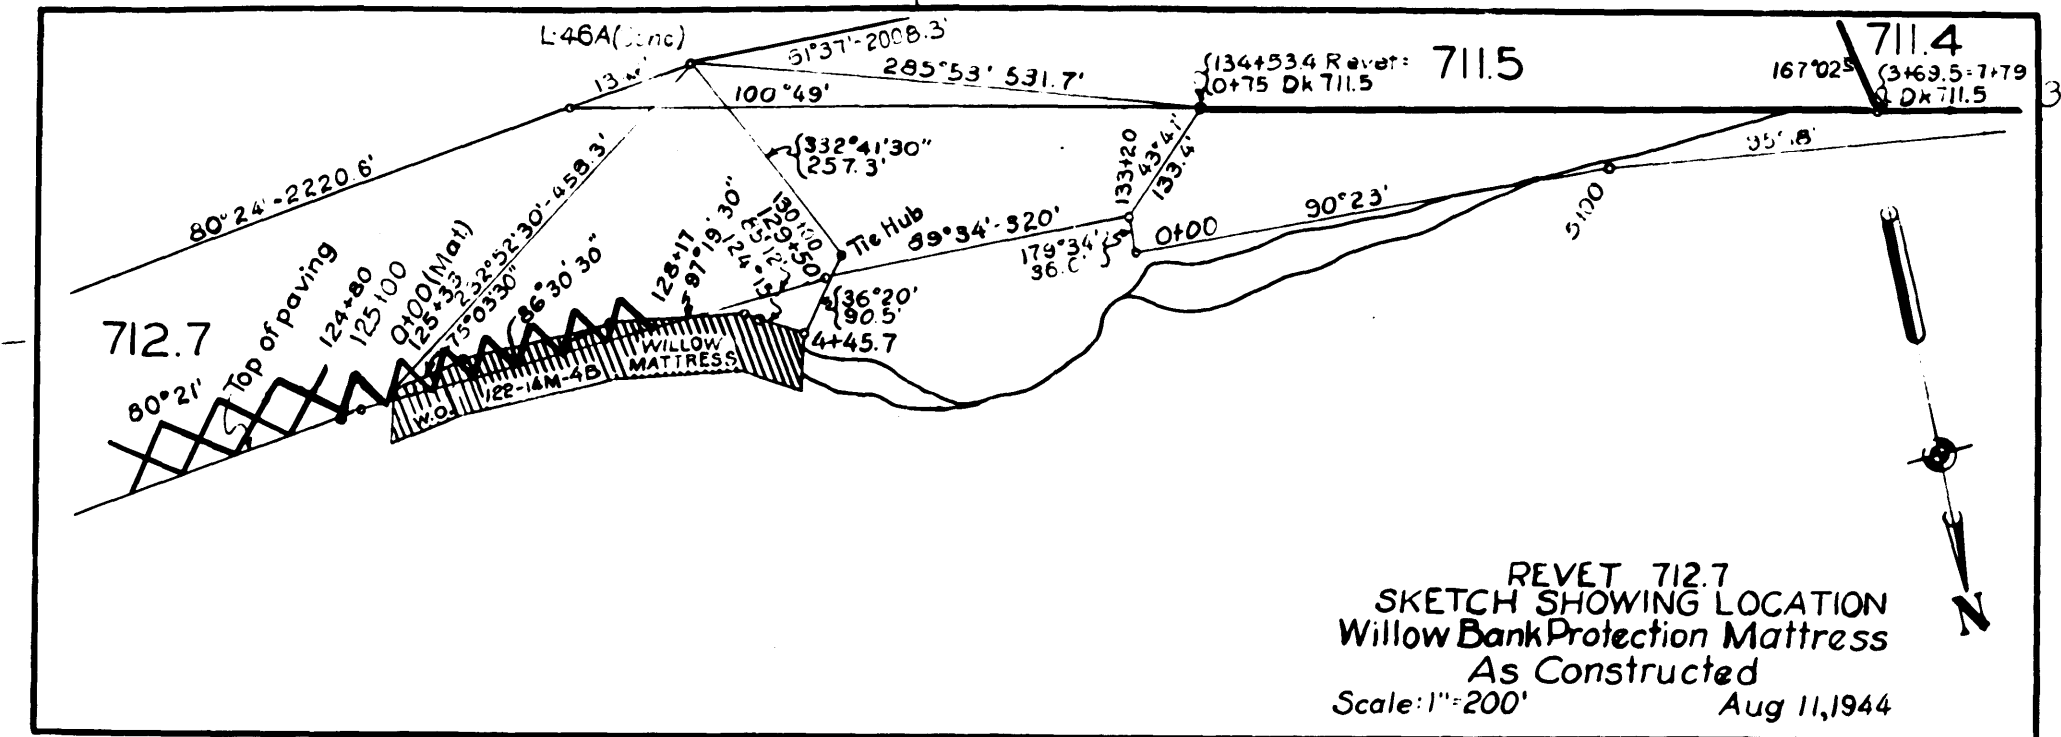 L-46A
61°37'-2008.3'
285°53' 531.7'
{134+53.4 Revet:=
{0+75 Dk 711.5
711.5
711.4
167°02'
{3+69.5=7+79
Dk 711.5
3
100°49'
{332°41'30"
257.3'
80°24'-2220.6'
232°52'30"-458.3'
133+20
43°41'
133.4'
95°18'
5+00
90°23'
0+00
179°34'
89°34'-320'
Tie Hub
130+00
129+50
124°15'
128+17
97°19'30"
86°30'30"
75°03'30"
125+33
0+00(Mat)
125+00
124+80
Top of paving
712.7
80°21'
{36°20'
90.5'
4+45.7
WILLOW
MATTRESS
W.O. 122-14M-4B
REVET 712.7
SKETCH SHOWING LOCATION
Willow Bank Protection Mattress
As Constructed
Scale:1"=200' Aug 11,1944
N